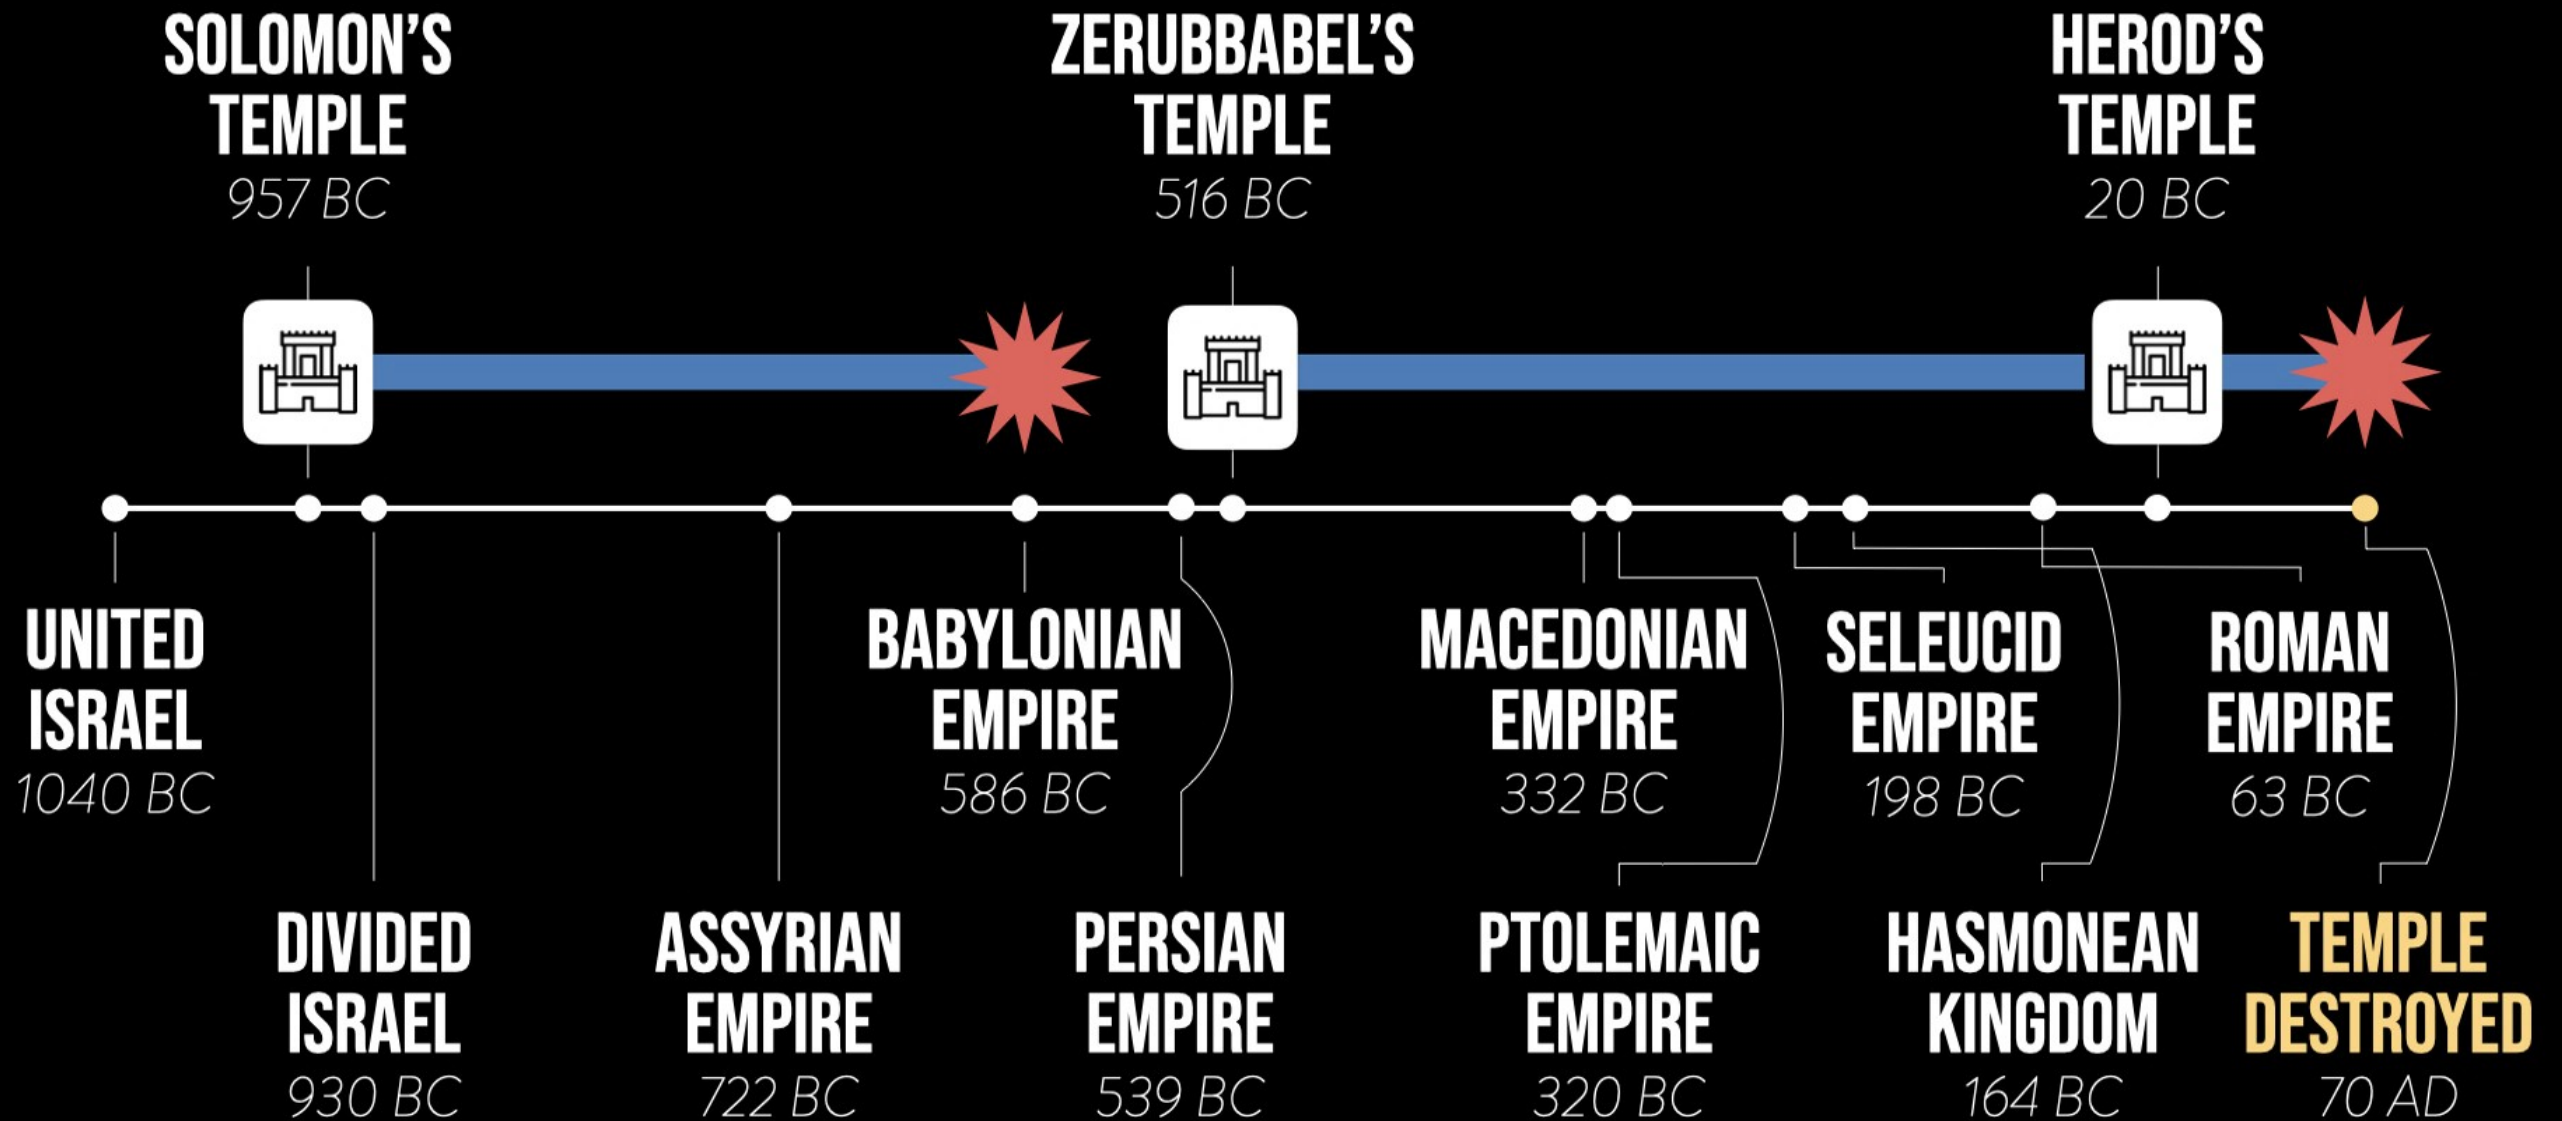 SOLOMON'S
TEMPLE
957 BC
ZERUBBABEL'S
TEMPLE
516 BC
HEROD'S
TEMPLE
20 BC
UNITED
ISRAEL
1040 BC
BABYLONIAN
EMPIRE
586 BC
MACEDONIAN
EMPIRE
332 BC
SELEUCID
EMPIRE
198 BC
ROMAN
EMPIRE
63 BC
DIVIDED
ISRAEL
930 BC
ASSYRIAN
EMPIRE
722 BC
PERSIAN
EMPIRE
539 BC
PTOLEMAIC
EMPIRE
320 BC
HASMONEAN
KINGDOM
164 BC
TEMPLE
DESTROYED
70 AD